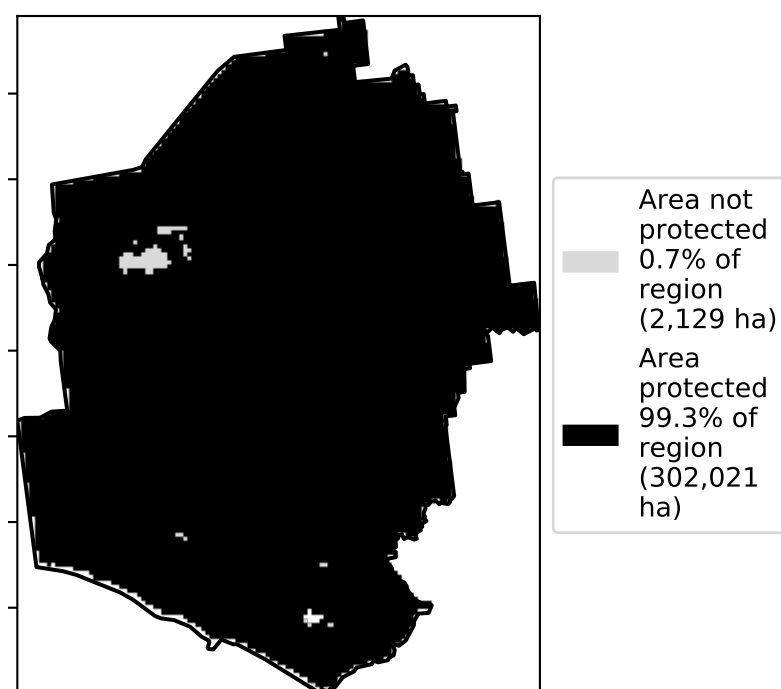 Area not
protected
0.7% of
region
(2,129 ha)
Area
protected
99.3% of
region
(302,021
ha)